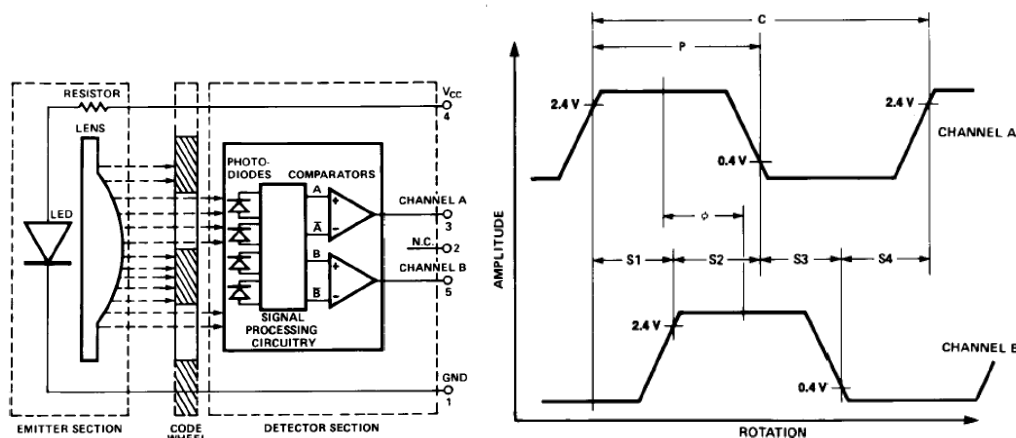 RESISTOR
LENS
LED
VCC
4
PHOTO-
DIODES
COMPARATORS
A
+
A̅
−
B
+
B̅
−
CHANNEL A
3
N.C.
2
CHANNEL B
5
SIGNAL
PROCESSING
CIRCUITRY
GND
1
EMITTER SECTION
CODE
WHEEL
DETECTOR SECTION
AMPLITUDE
C
P
2.4 V
2.4 V
0.4 V
CHANNEL A
ϕ
S1
S2
S3
S4
2.4 V
0.4 V
CHANNEL B
ROTATION